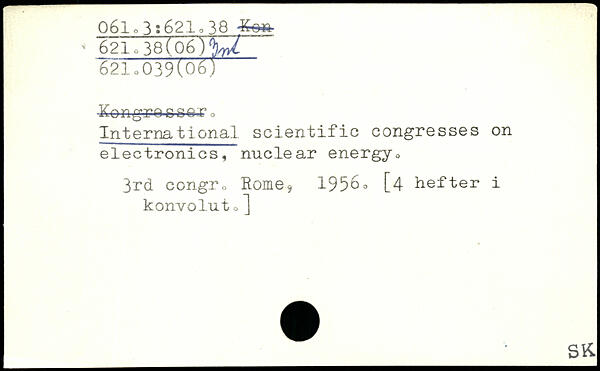 061.3:621.38 Kon
621.38(06) Int
621.039(06)
Kongresser.
International scientific congresses on
electronics, nuclear energy.
3rd congr. Rome, 1956. [4 hefter i
konvolut.]
SK